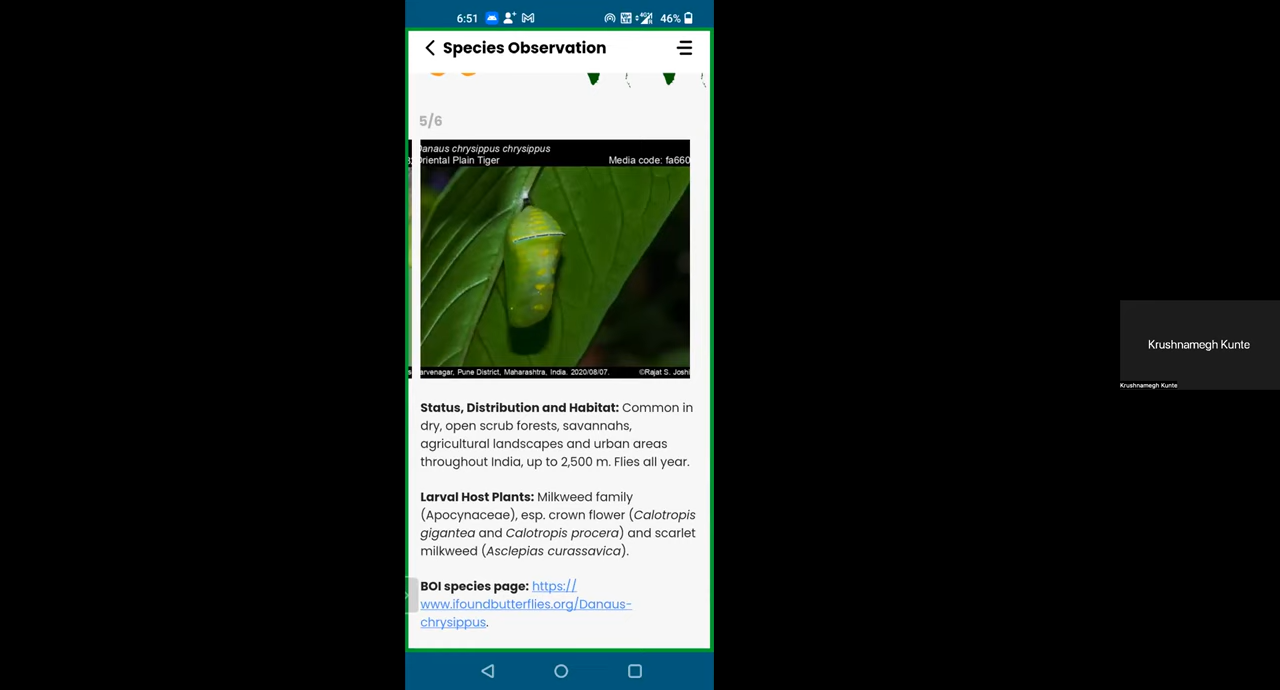 6:51
46%
Species Observation
5/6
Danaus chrysippus chrysippus
Oriental Plain Tiger
Media code: fa660
arvenagar, Pune District, Maharashtra, India. 2020/08/07.
©Rajat S. Joshi
Status, Distribution and Habitat: Common in
dry, open scrub forests, savannahs,
agricultural landscapes and urban areas
throughout India, up to 2,500 m. Flies all year.
Larval Host Plants: Milkweed family
(Apocynaceae), esp. crown flower (Calotropis
gigantea and Calotropis procera) and scarlet
milkweed (Asclepias curassavica).
BOI species page: https://
www.ifoundbutterflies.org/Danaus-
chrysippus.
Krushnamegh Kunte
Krushnamegh Kunte